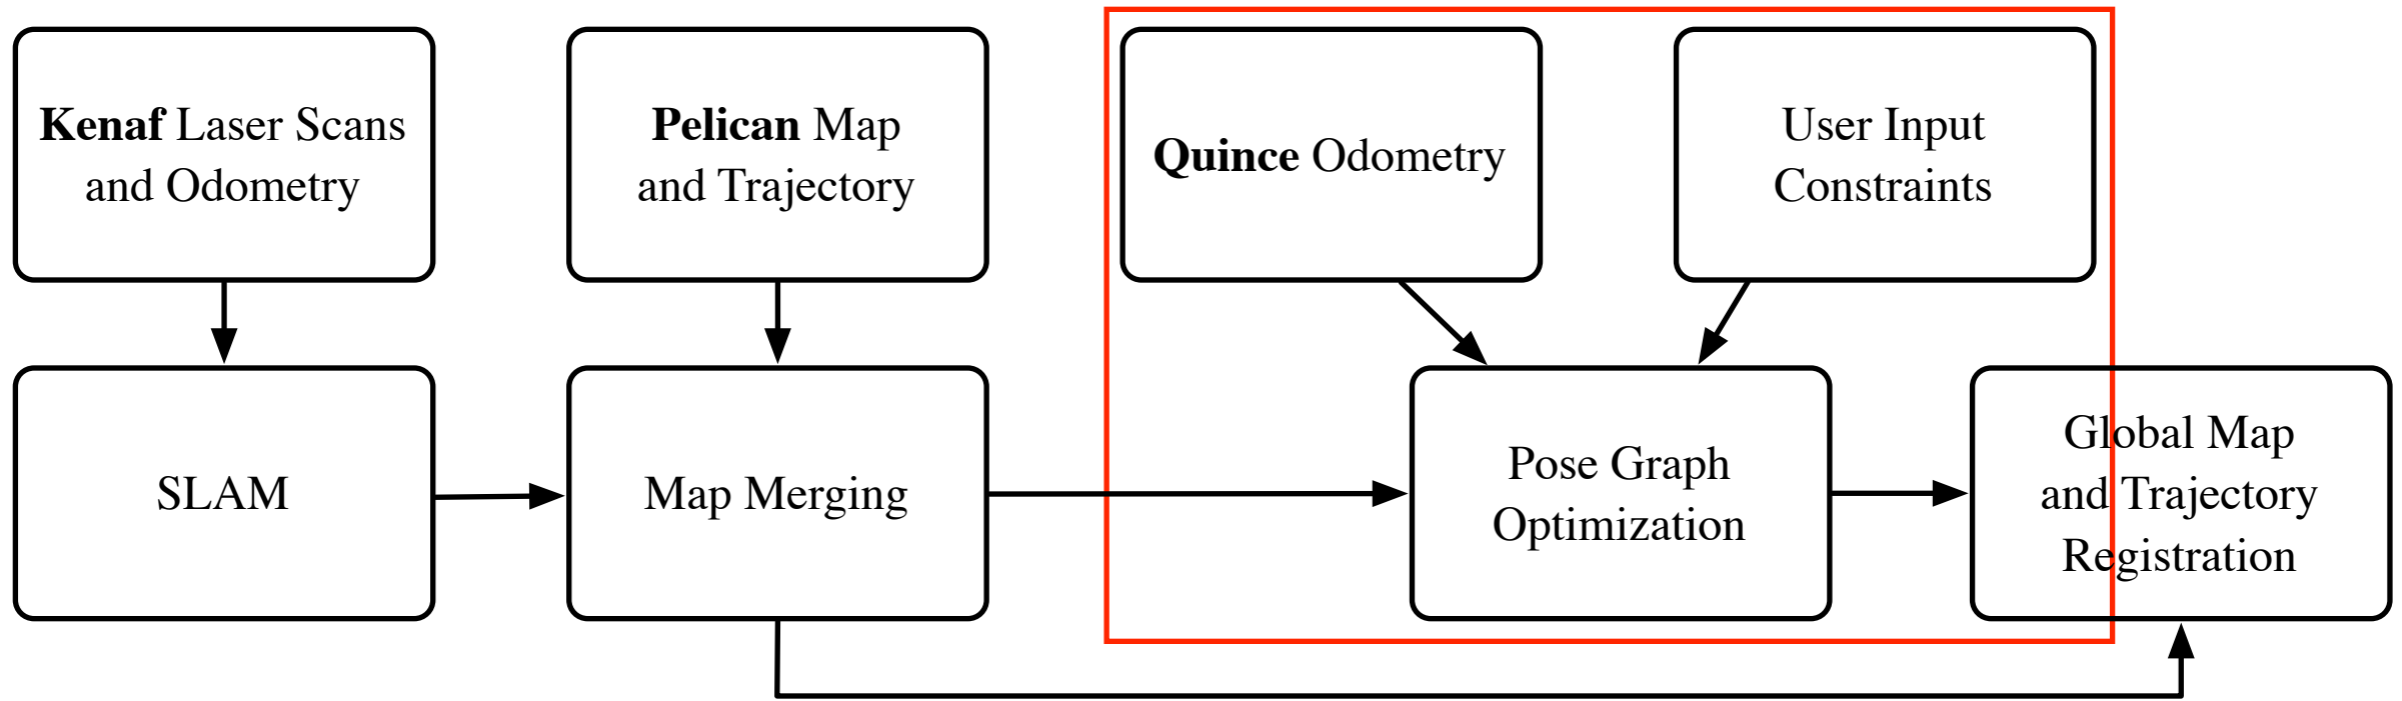 Kenaf Laser Scans
and Odometry
Pelican Map
and Trajectory
Quince Odometry
User Input
Constraints
SLAM
Map Merging
Pose Graph
Optimization
Global Map
and Trajectory
Registration